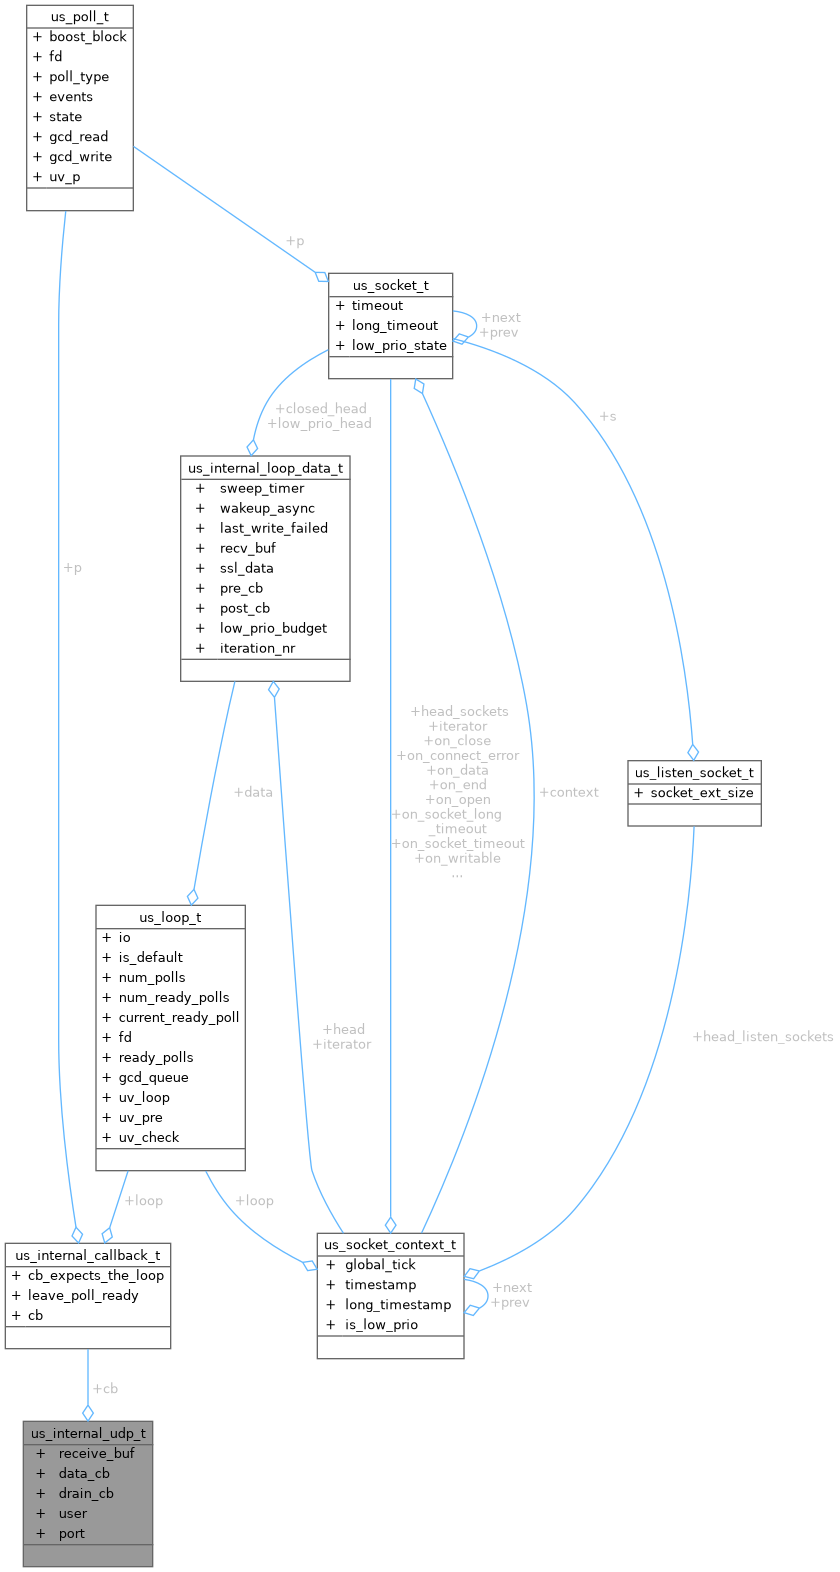 us_poll_t
+ boost_block
+ fd
+ poll_type
+ events
+ state
+ gcd_read
+ gcd_write
+ uv_p
+p
us_socket_t
+ timeout
+ long_timeout
+ low_prio_state
+next
+prev
+closed_head
+low_prio_head
+s
us_internal_loop_data_t
+ sweep_timer
+ wakeup_async
+ last_write_failed
+ recv_buf
+ ssl_data
+ pre_cb
+ post_cb
+ low_prio_budget
+ iteration_nr
+p
+head_sockets
+iterator
+on_close
+on_connect_error
+on_data
+on_end
+on_open
+on_socket_long
_timeout
+on_socket_timeout
+on_writable
...
+context
us_listen_socket_t
+ socket_ext_size
+data
us_loop_t
+ io
+ is_default
+ num_polls
+ num_ready_polls
+ current_ready_poll
+ fd
+ ready_polls
+ gcd_queue
+ uv_loop
+ uv_pre
+ uv_check
+head
+iterator
+head_listen_sockets
+loop
+loop
us_internal_callback_t
+ cb_expects_the_loop
+ leave_poll_ready
+ cb
us_socket_context_t
+ global_tick
+ timestamp
+ long_timestamp
+ is_low_prio
+next
+prev
+cb
us_internal_udp_t
+ receive_buf
+ data_cb
+ drain_cb
+ user
+ port